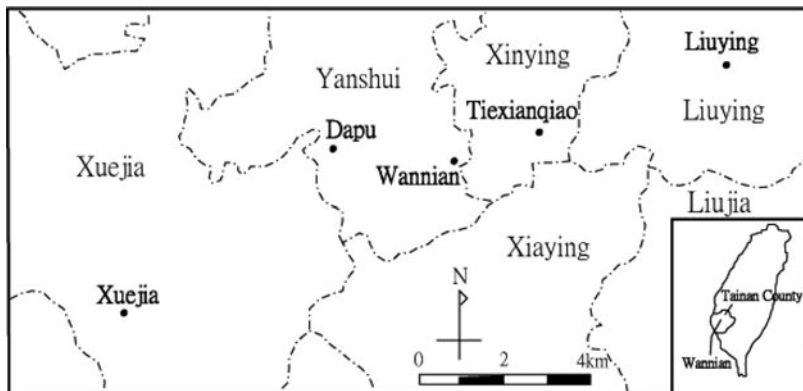 Liuying
Xinying
Yanshui
Tiexianqiao
Liuying
Dapu
Xuejia
Wannian
Liujia
Xiaying
N
Xuejia
Tainan County
0 2 4km
Wannian